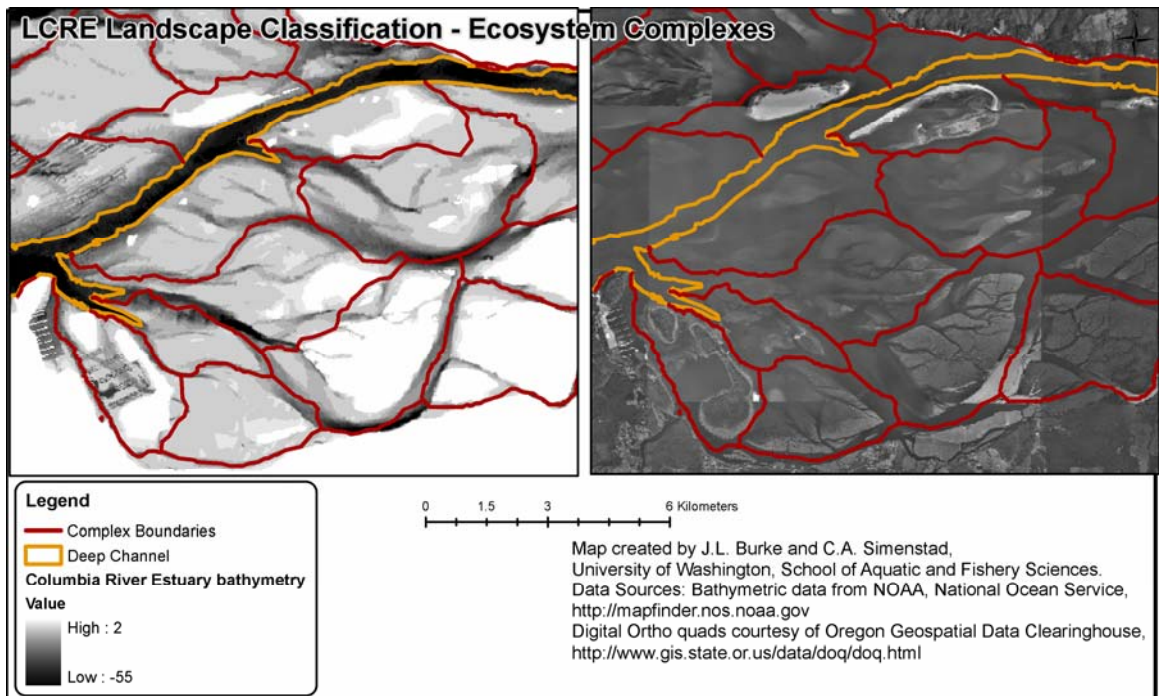 LCRE Landscape Classification - Ecosystem Complexes
Legend
Complex Boundaries
Deep Channel
Columbia River Estuary bathymetry
Value
High : 2
Low : -55
0 1.5 3 6 Kilometers
Map created by J.L. Burke and C.A. Simenstad,
University of Washington, School of Aquatic and Fishery Sciences.
Data Sources: Bathymetric data from NOAA, National Ocean Service,
http://mapfinder.nos.noaa.gov
Digital Ortho quads courtesy of Oregon Geospatial Data Clearinghouse,
http://www.gis.state.or.us/data/doq/doq.html